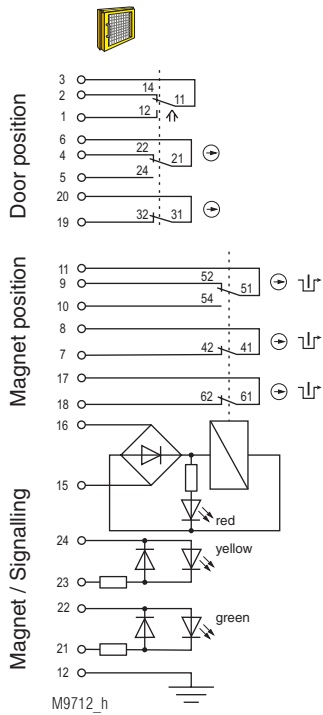 Door position
3
2 14
11
1 12
6
4 22
21
5 24
20
19 32 31
Magnet position
11
9 52
51
10 54
8
7 42 41
17
18 62 61
Magnet / Signalling
16
15
red
24
yellow
23
22
green
21
12
M9712_h